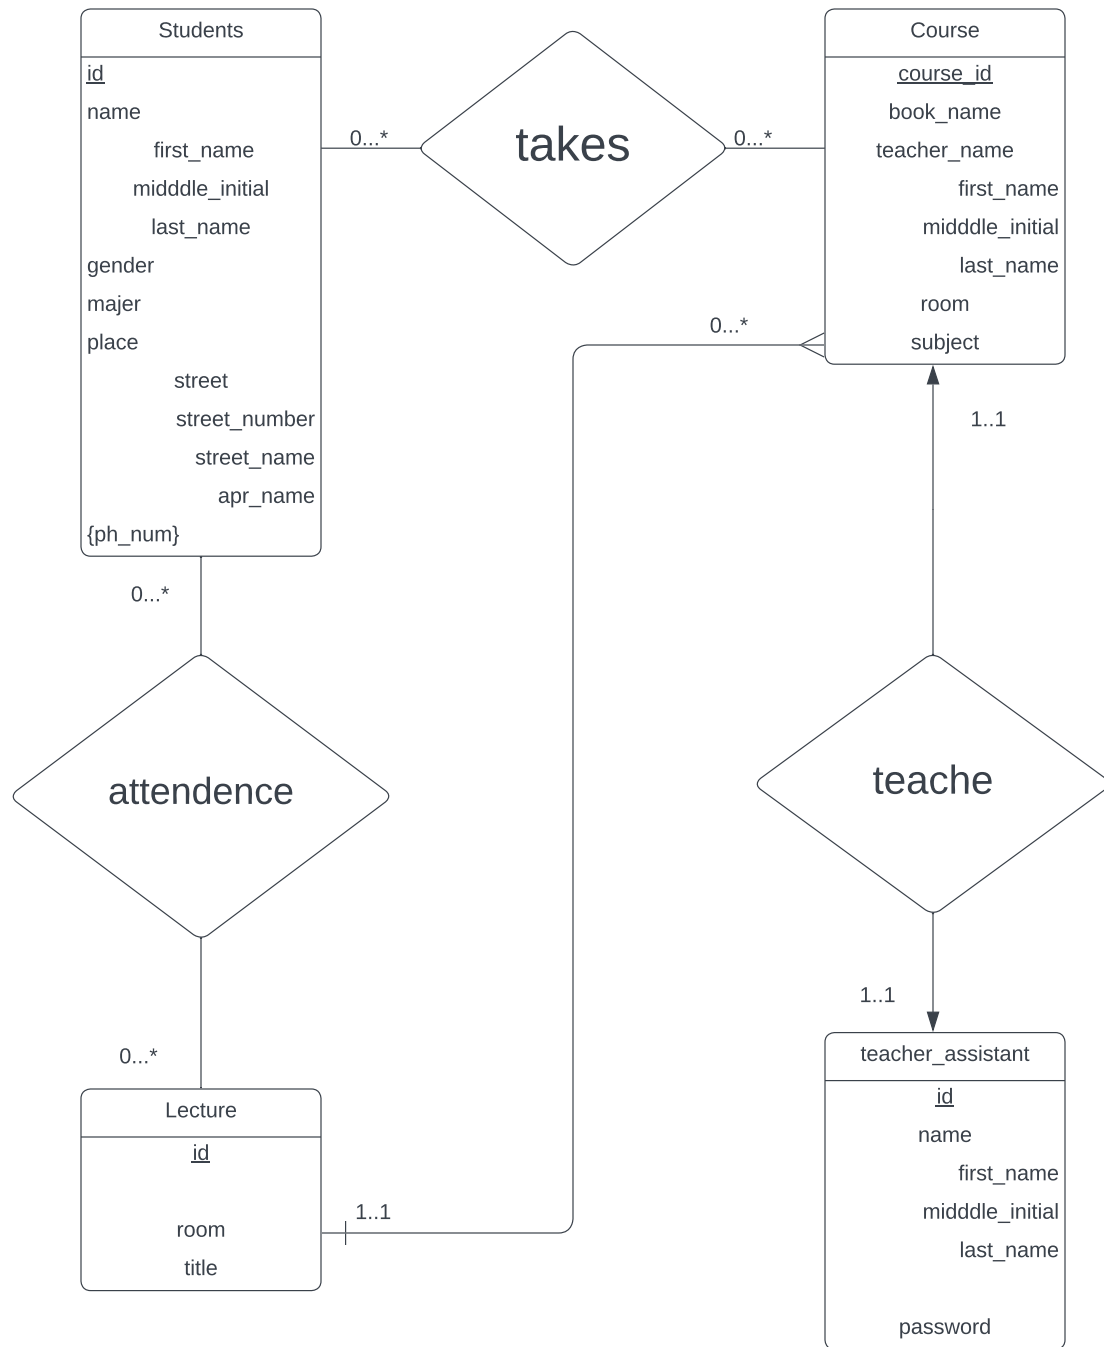 Students
id
name
first_name
midddle_initial
last_name
gender
majer
place
street
street_number
street_name
apr_name
{ph_num}
0...*
takes
0...*
Course
course_id
book_name
teacher_name
first_name
midddle_initial
last_name
room
subject
0...*
1..1
0...*
attendence
teache
0...*
1..1
Lecture
id
room
title
1..1
teacher_assistant
id
name
first_name
midddle_initial
last_name
password